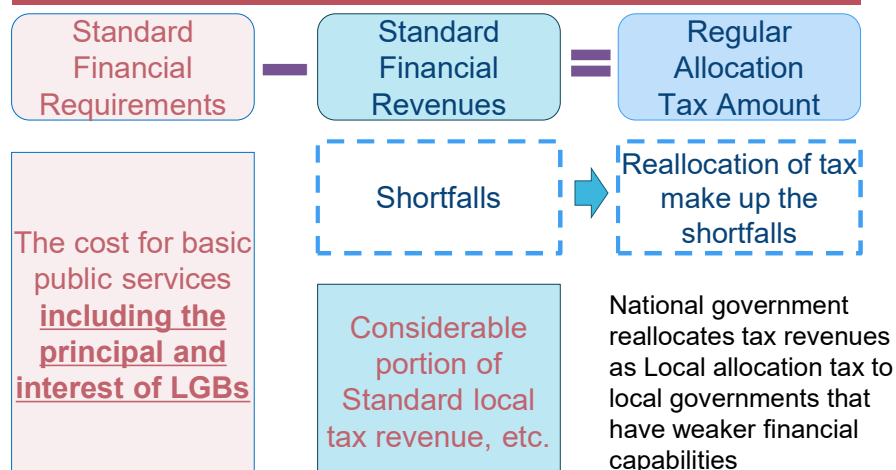 Standard
Financial
Requirements
Standard
Financial
Revenues
Regular
Allocation
Tax Amount
The cost for basic
public services
including the
principal and
interest of LGBs
Shortfalls
Reallocation of tax
make up the
shortfalls
Considerable
portion of
Standard local
tax revenue, etc.
National government
reallocates tax revenues
as Local allocation tax to
local governments that
have weaker financial
capabilities